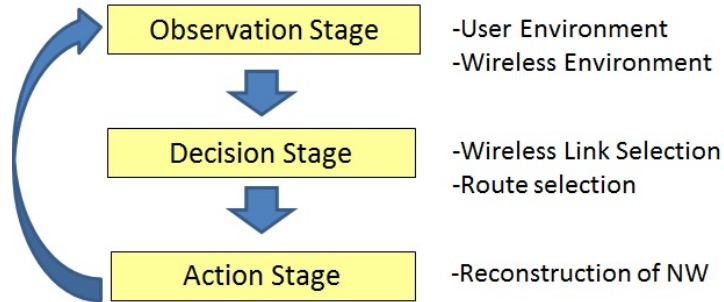 Observation Stage
-User Environment
-Wireless Environment
Decision Stage
-Wireless Link Selection
-Route selection
Action Stage
-Reconstruction of NW